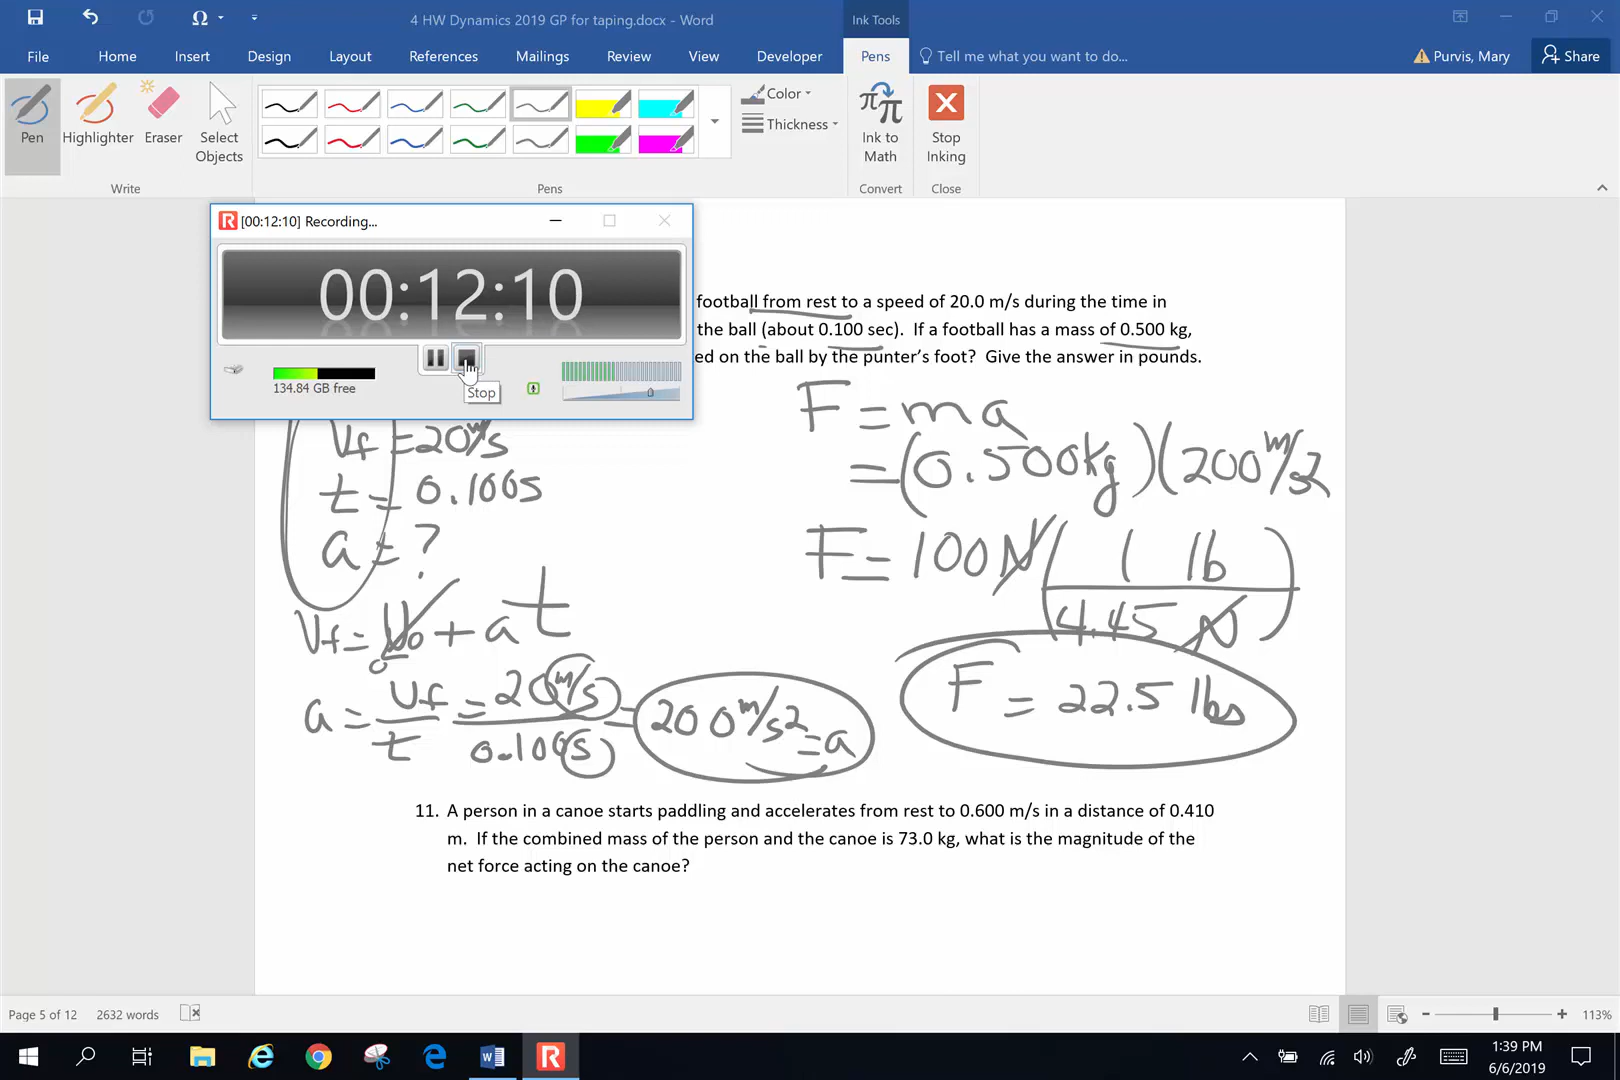 4 HW Dynamics 2019 GP for taping.docx - Word
Ink Tools
File Home Insert Design Layout References Mailings Review View Developer Pens Tell me what you want to do... Purvis, Mary Share
Pen Highlighter Eraser Select Objects
Color
Thickness
Ink to Math
Stop Inking
Write Pens Convert Close
R [00:12:10] Recording...
00:12:10
134.84 GB free
Stop
football from rest to a speed of 20.0 m/s during the time in
the ball (about 0.100 sec). If a football has a mass of 0.500 kg,
ed on the ball by the punter's foot? Give the answer in pounds.
Vf = 20 m/s
t = 0.100s
a = ?
Vf = Vo + at
0
a = Vf / t = 20 m/s / 0.100s = 200 m/s2 = a
F = ma
= (0.500kg)(200 m/s2
F = 100N (1 lb / 4.45 N)
F = 22.5 lbs
11. A person in a canoe starts paddling and accelerates from rest to 0.600 m/s in a distance of 0.410
m. If the combined mass of the person and the canoe is 73.0 kg, what is the magnitude of the
net force acting on the canoe?
Page 5 of 12 2632 words 113%
1:39 PM
6/6/2019